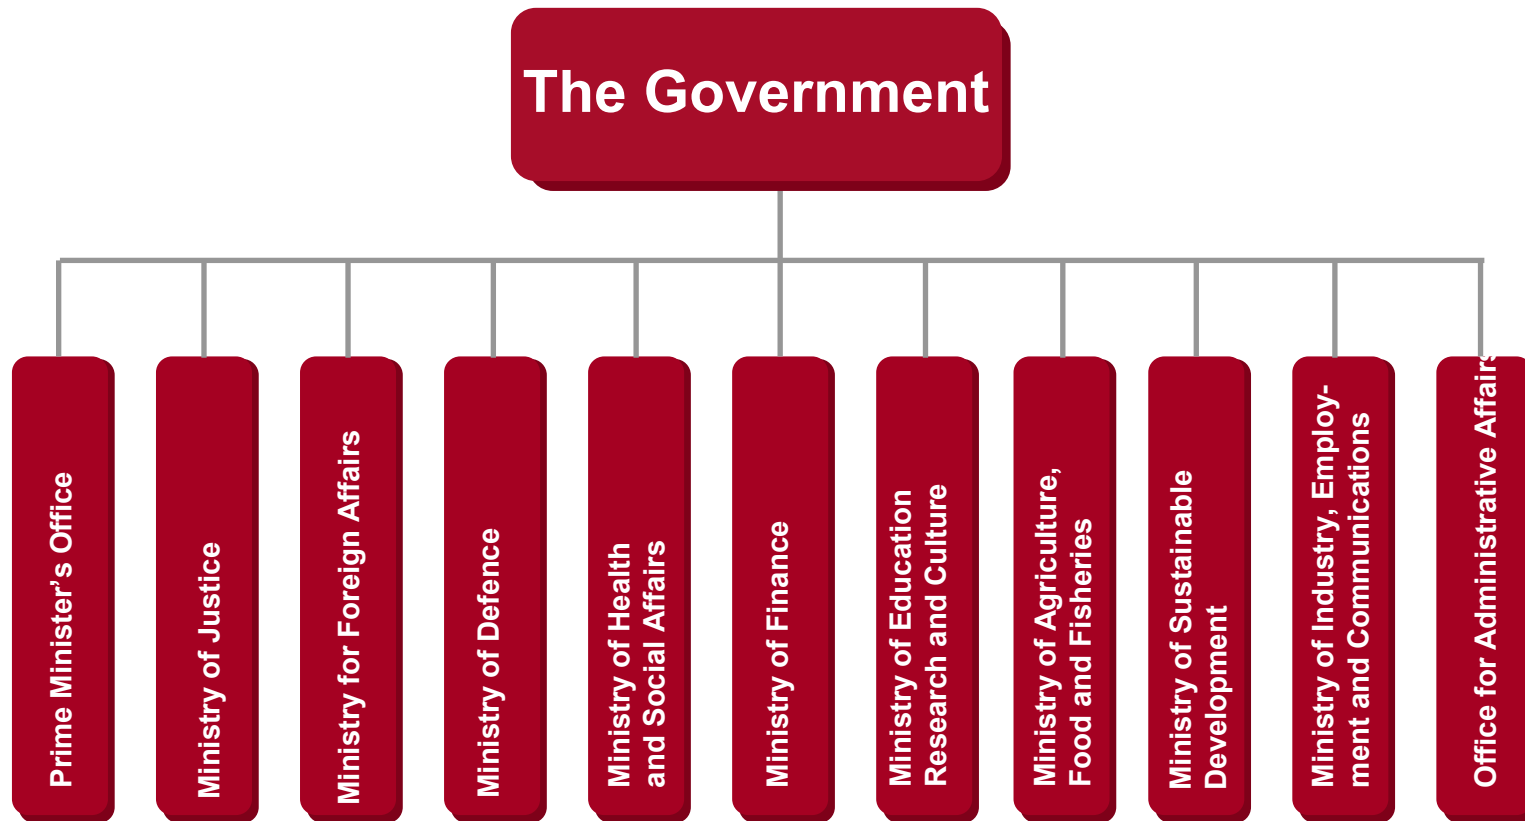 The Government
Prime Minister’s Office
Ministry of Justice
Ministry for Foreign Affairs
Ministry of Defence
Ministry of Health
and Social Affairs
Ministry of Finance
Ministry of Education
Research and Culture
Ministry of Agriculture,
Food and Fisheries
Ministry of Sustainable
Development
Ministry of Industry, Employ-
ment and Communications
Office for Administrative Affairs